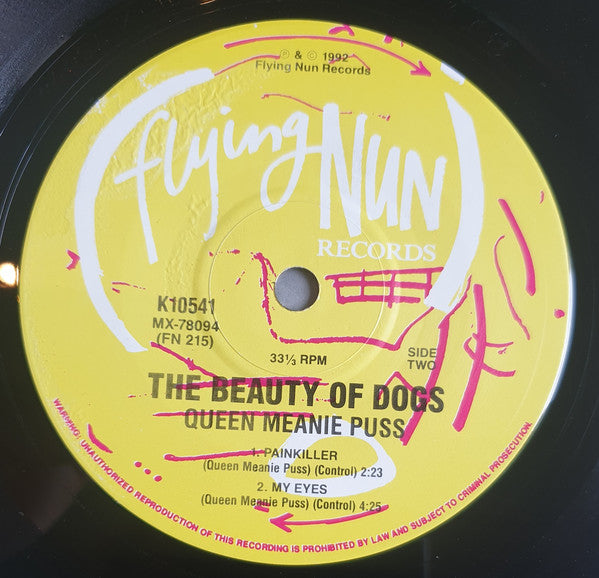 ℗ & © 1992
Flying Nun Records
(flying NUN)
RECORDS
K10541
MX-78094
(FN 215)
33⅓ RPM
SIDE
TWO
THE BEAUTY OF DOGS
QUEEN MEANIE PUSS
1. PAINKILLER
(Queen Meanie Puss) (Control) 2:23
2. MY EYES
(Queen Meanie Puss) (Control) 4:25
WARNING: UNAUTHORIZED REPRODUCTION OF THIS RECORDING IS PROHIBITED BY LAW AND SUBJECT TO CRIMINAL PROSECUTION.